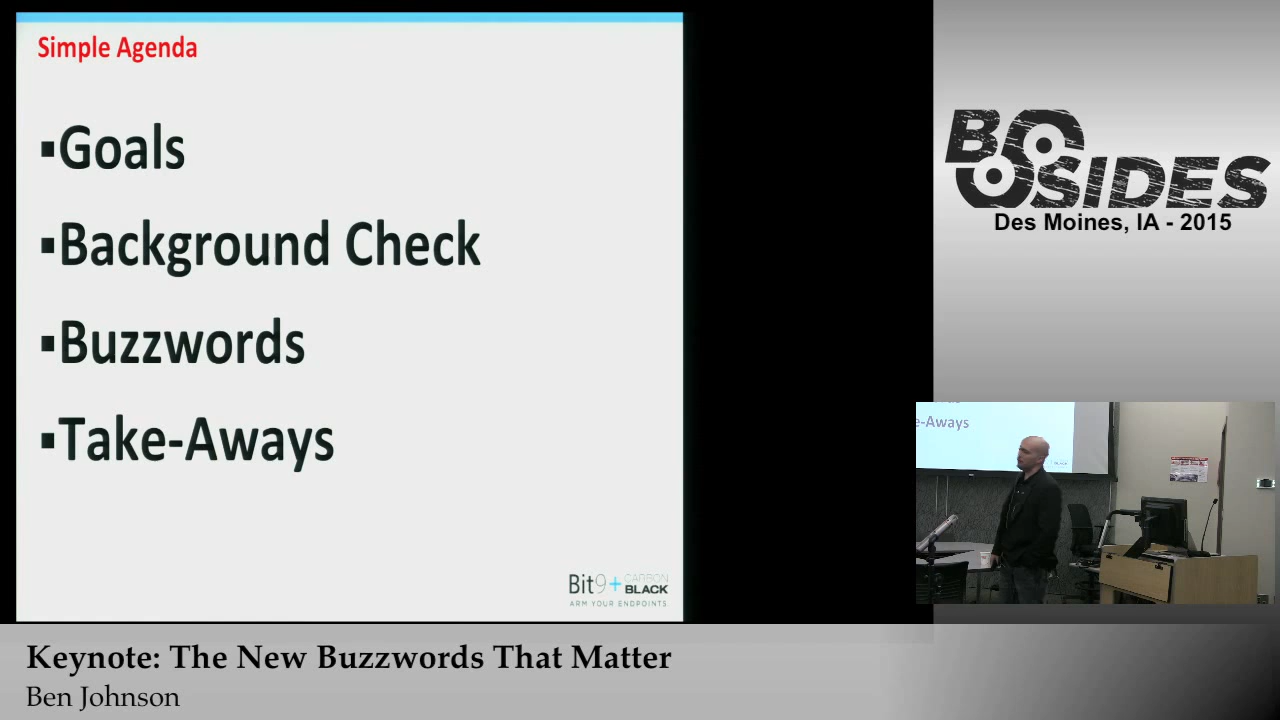 Simple Agenda
▪Goals
▪Background Check
▪Buzzwords
▪Take-Aways
Bit9+CARBON BLACK
ARM YOUR ENDPOINTS
BSIDES
Des Moines, IA - 2015
e-Aways
Keynote: The New Buzzwords That Matter
Ben Johnson